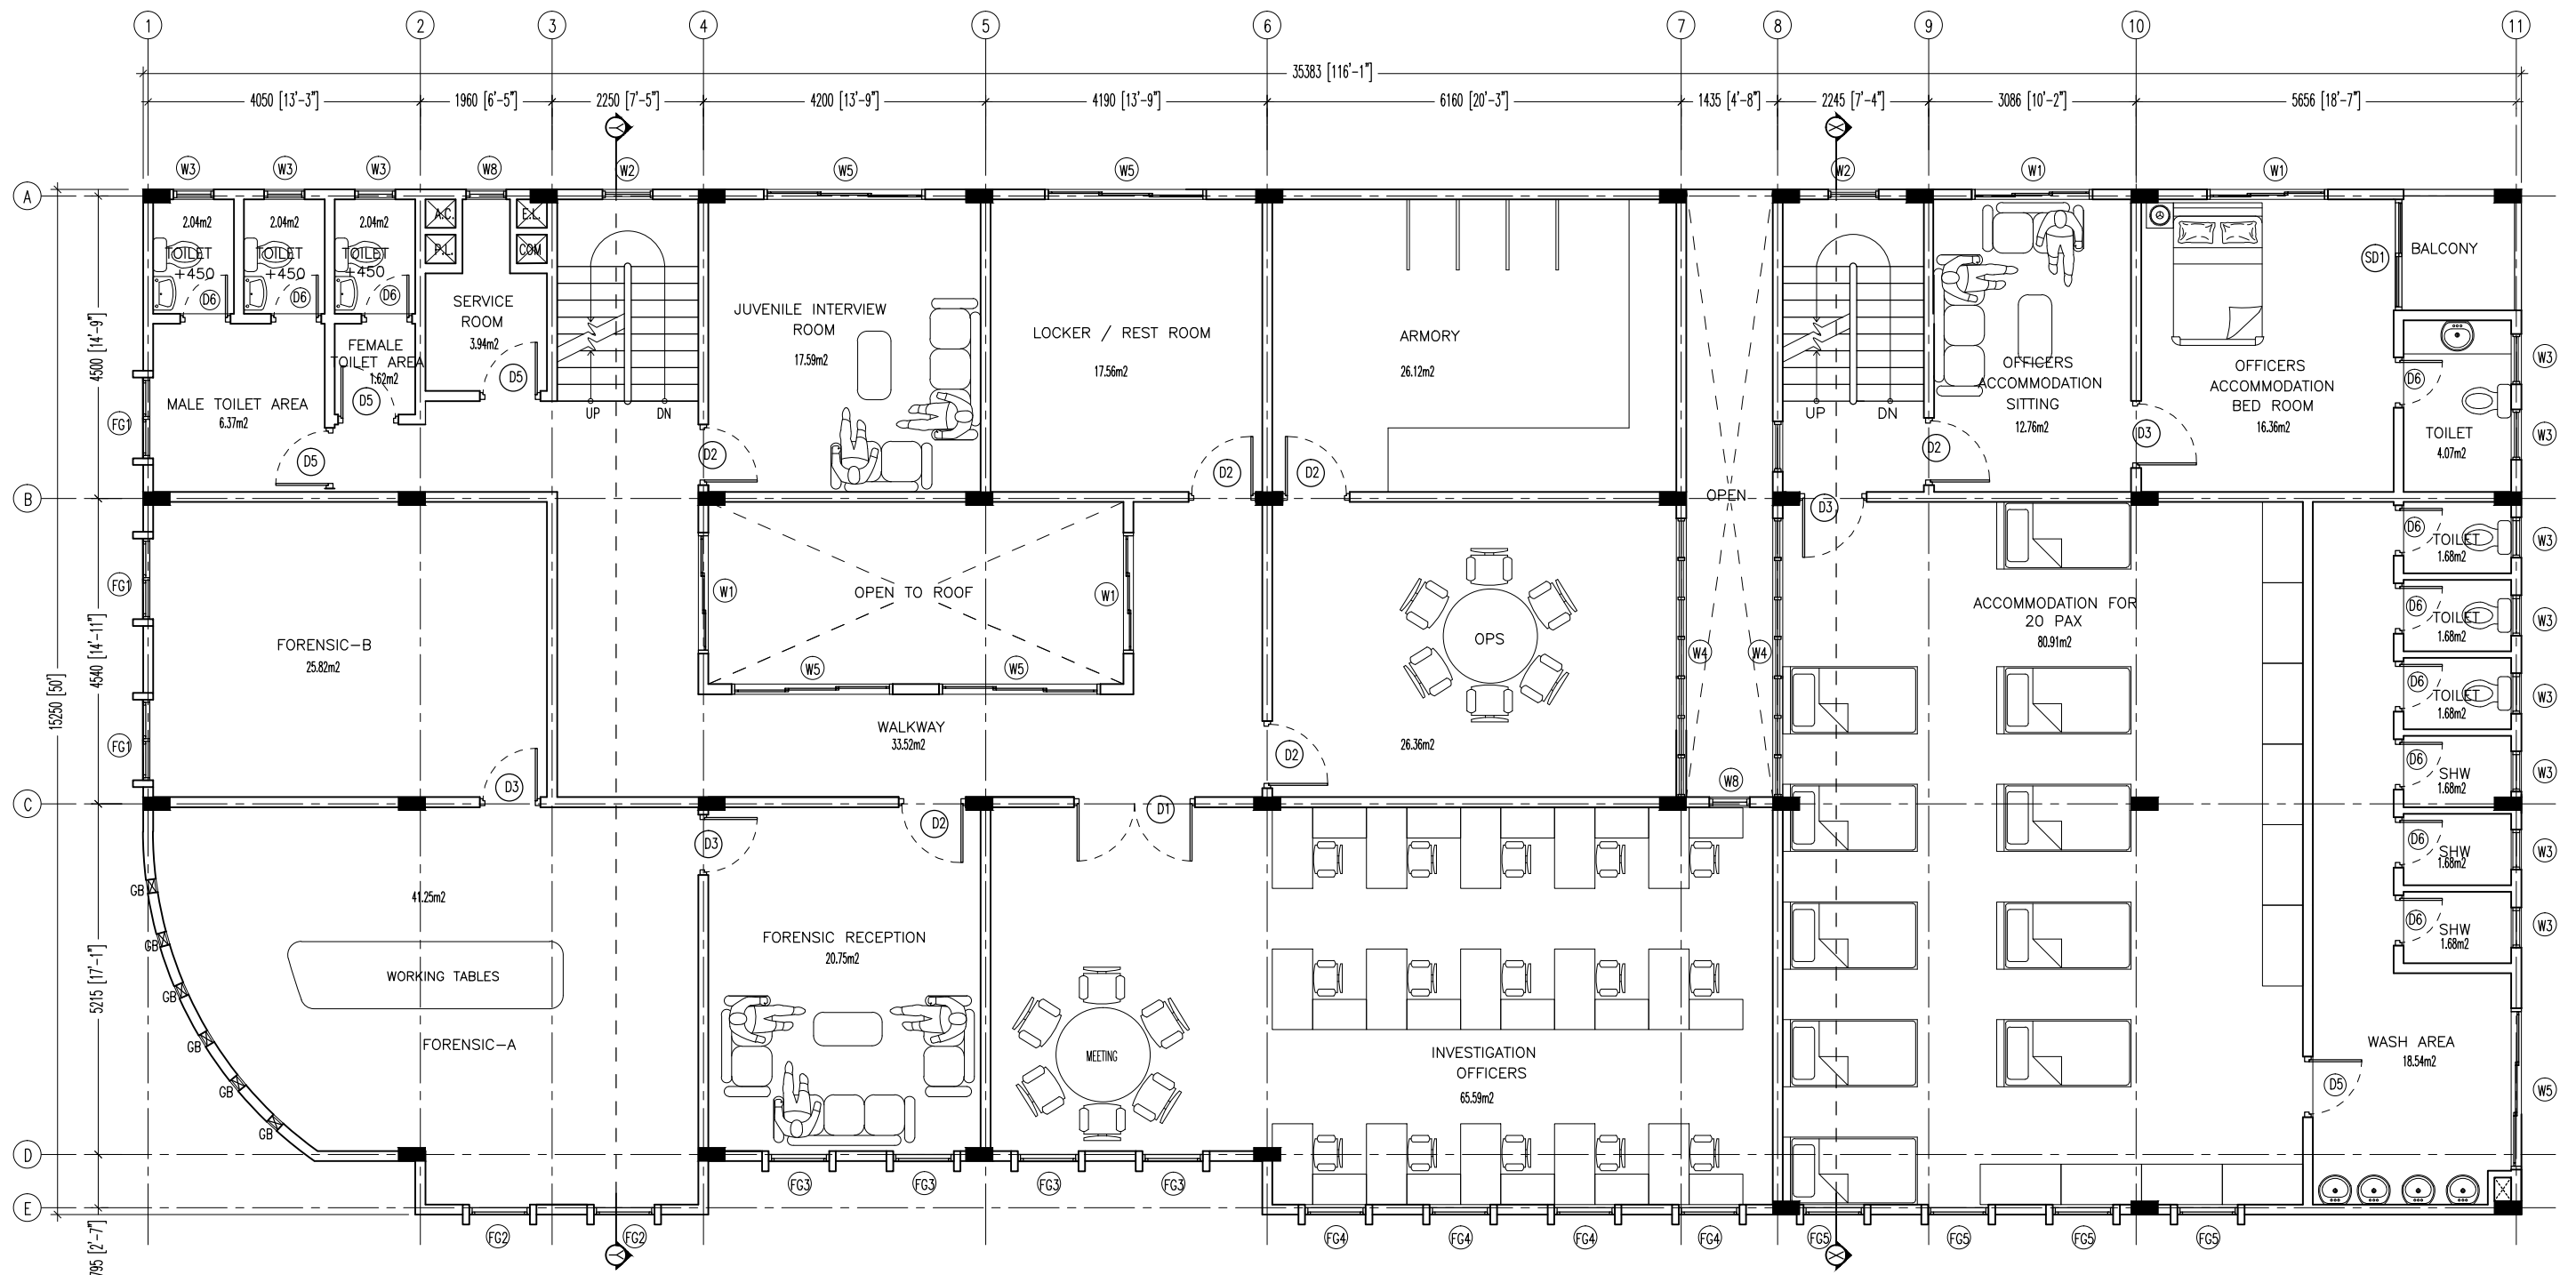 1 2 3 4 5 6 7 8 9 10 11
35383 [116'-1"]
4050 [13'-3"] 1960 [6'-5"] 2250 [7'-5"] 4200 [13'-9"] 4190 [13'-9"] 6160 [20'-3"] 1435 [4'-8"] 2245 [7'-4"] 3086 [10'-2"] 5656 [18'-7"]
Y X
W3 W3 W3 W8 W2 W5 W5 W2 W1 W1
A
2.04m2 2.04m2 2.04m2 A.C. E.L.
TOILET TOILET TOILET P.L. COM
+450 +450 +450
D6 D6 D6
SERVICE
ROOM
3.94m2
D5
UP DN
JUVENILE INTERVIEW
ROOM
17.59m2
D2
LOCKER / REST ROOM
17.56m2
D2
ARMORY
26.12m2
D2
UP DN
OFFICERS
ACCOMMODATION
SITTING
12.76m2
D2
OFFICERS
ACCOMMODATION
BED ROOM
16.36m2
D3
SD1
BALCONY
D6
TOILET
4.07m2
W3
W3
4500 [14'-9"]
FEMALE
TOILET AREA
1.62m2
D5
MALE TOILET AREA
6.37m2
FG1
D5
B
OPEN
D3
15250 [50']
4540 [14'-11"]
FG1
FG1
FORENSIC-B
25.82m2
D3
W1 W1
OPEN TO ROOF
W5 W5
WALKWAY
33.52m2
OPS
26.36m2
D2
W4 W4
W8
ACCOMMODATION FOR
20 PAX
80.91m2
D6
TOILET
1.68m2
W3
D6
TOILET
1.68m2
W3
D6
TOILET
1.68m2
W3
D6
SHW
1.68m2
W3
D6
SHW
1.68m2
W3
D6
SHW
1.68m2
W3
C
D3 D2 D1
5215 [17'-1"]
GB
GB
GB
GB
GB
GB
41.25m2
WORKING TABLES
FORENSIC-A
FORENSIC RECEPTION
20.75m2
MEETING
INVESTIGATION
OFFICERS
65.59m2
WASH AREA
18.54m2
D5
W5
D
FG3 FG3 FG3 FG3
E
795 [2'-7"]
FG2 FG2 FG4 FG4 FG4 FG4 FG5 FG5 FG5 FG5
Y X